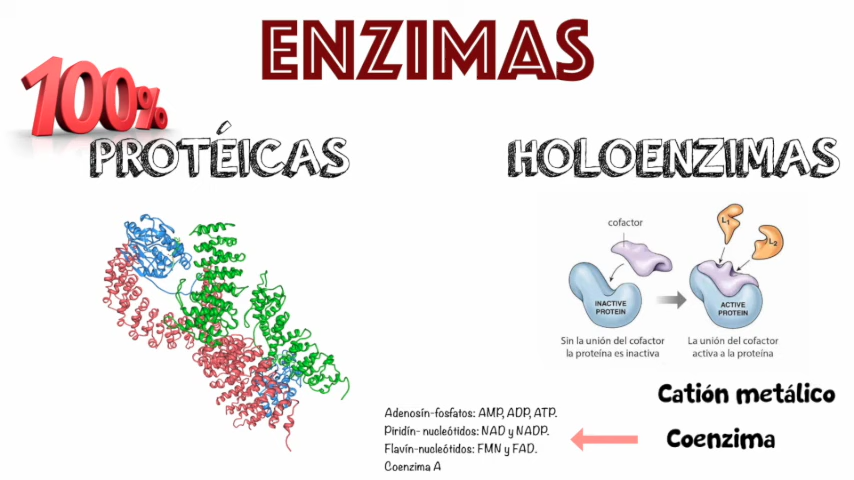 ENZIMAS
100%
PROTÉICAS
HOLOENZIMAS
cofactor
L1
L2
INACTIVE
PROTEIN
ACTIVE
PROTEIN
Sin la unión del cofactor
la proteína es inactiva
La unión del cofactor
activa a la proteína
Catión metálico
Coenzima
Adenosín-fosfatos: AMP, ADP, ATP.
Piridín- nucleótidos: NAD y NADP.
Flavín-nucleótidos: FMN y FAD.
Coenzima A